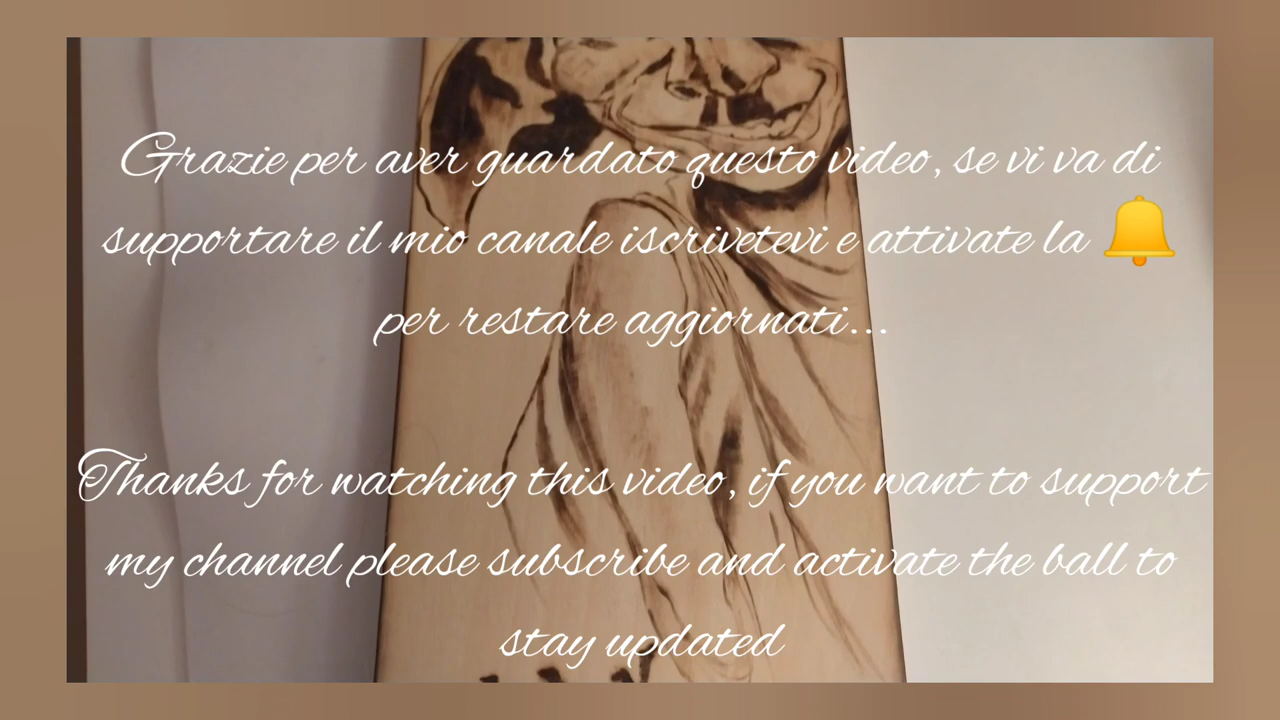 Grazie per aver guardato questo video, se vi va di
supportare il mio canale iscrivetevi e attivate la 🔔
per restare aggiornati...
Thanks for watching this video, if you want to support
my channel please subscribe and activate the ball to
stay updated